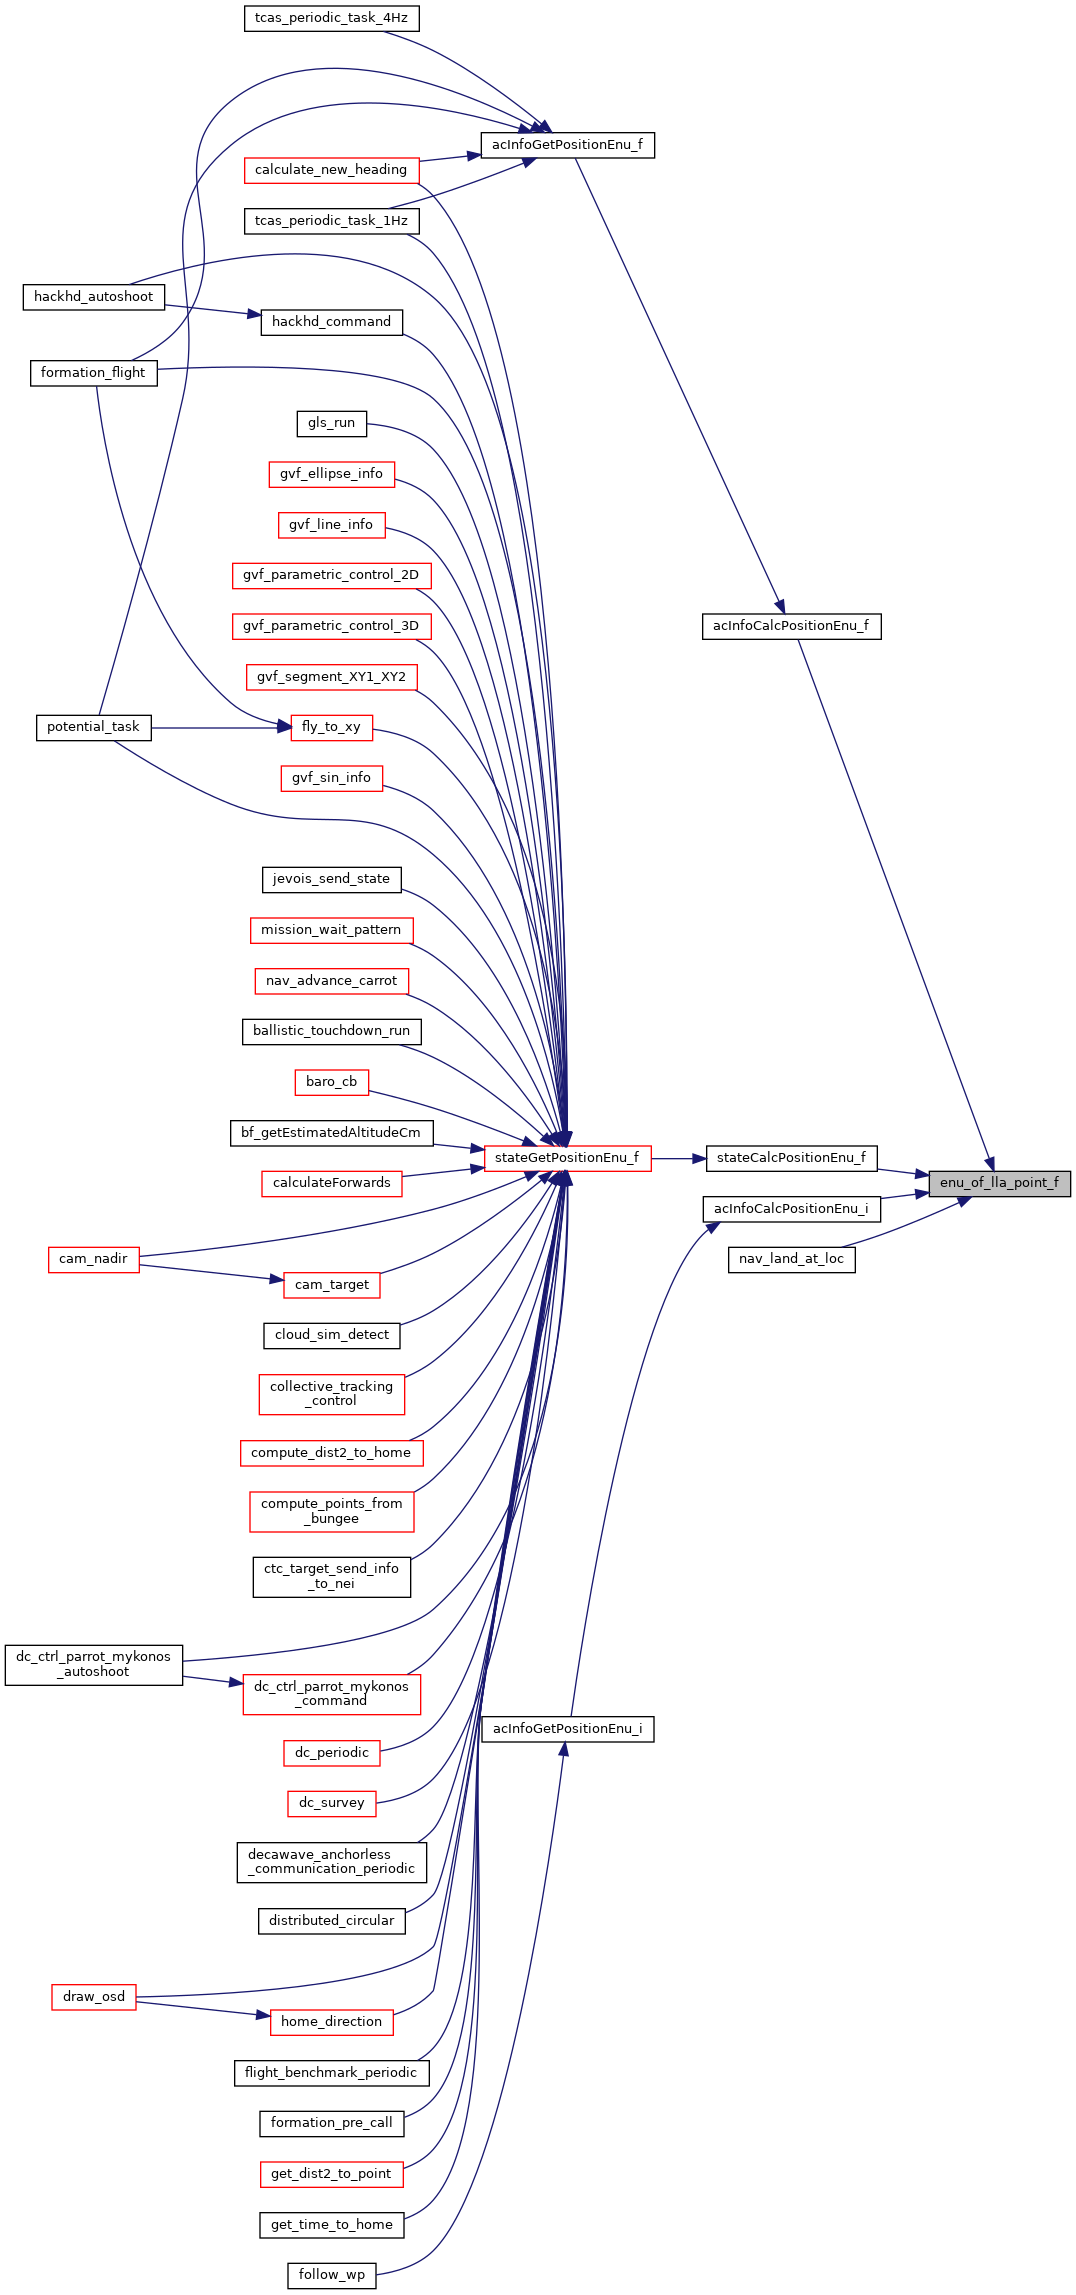 tcas_periodic_task_4Hz
acInfoGetPositionEnu_f
calculate_new_heading
tcas_periodic_task_1Hz
hackhd_autoshoot
hackhd_command
formation_flight
gls_run
gvf_ellipse_info
gvf_line_info
gvf_parametric_control_2D
gvf_parametric_control_3D
acInfoCalcPositionEnu_f
gvf_segment_XY1_XY2
potential_task
fly_to_xy
gvf_sin_info
jevois_send_state
mission_wait_pattern
nav_advance_carrot
ballistic_touchdown_run
baro_cb
bf_getEstimatedAltitudeCm
stateGetPositionEnu_f
stateCalcPositionEnu_f
enu_of_lla_point_f
calculateForwards
acInfoCalcPositionEnu_i
cam_nadir
nav_land_at_loc
cam_target
cloud_sim_detect
collective_tracking
_control
compute_dist2_to_home
compute_points_from
_bungee
ctc_target_send_info
_to_nei
dc_ctrl_parrot_mykonos
_autoshoot
dc_ctrl_parrot_mykonos
_command
acInfoGetPositionEnu_i
dc_periodic
dc_survey
decawave_anchorless
_communication_periodic
distributed_circular
draw_osd
home_direction
flight_benchmark_periodic
formation_pre_call
get_dist2_to_point
get_time_to_home
follow_wp